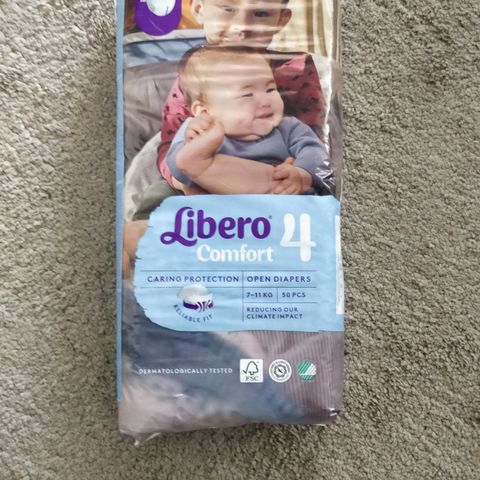 Libero®
Comfort 4
CARING PROTECTION OPEN DIAPERS
7-11 KG 50 PCS
RELIABLE FIT
REDUCING OUR
CLIMATE IMPACT
DERMATOLOGICALLY TESTED
FSC